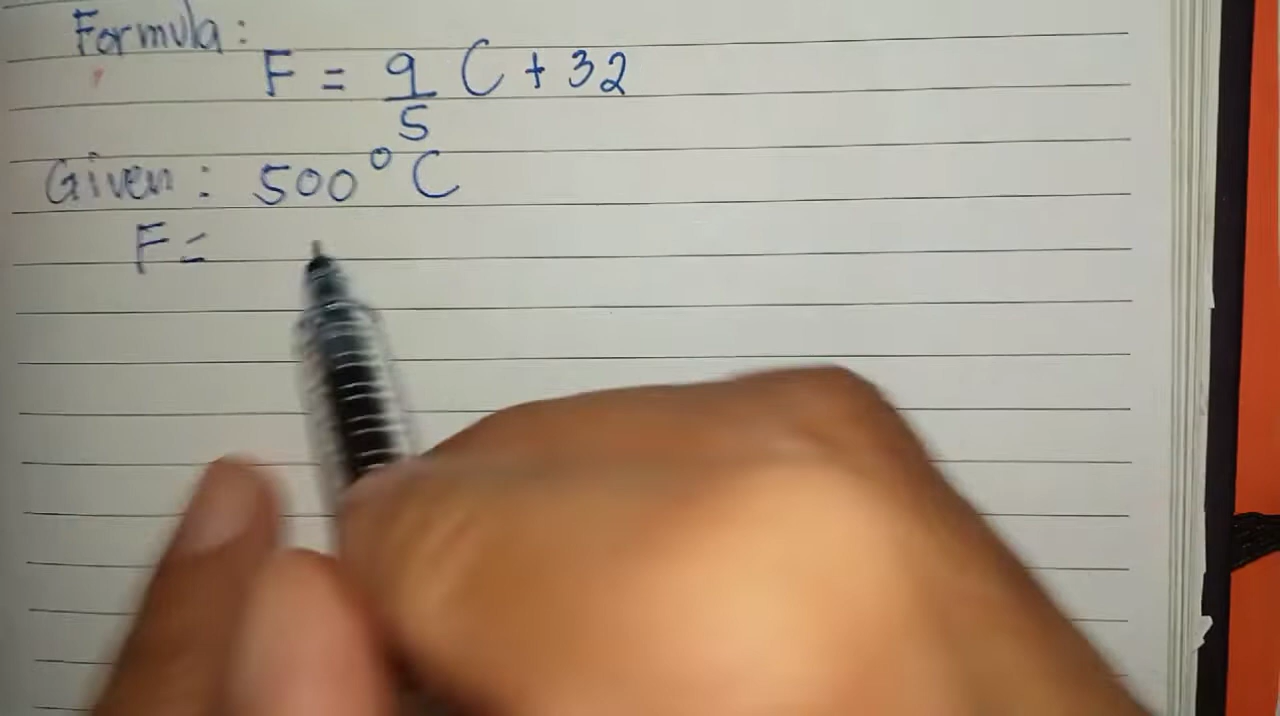 Formula:
F = 9/5 C + 32
Given: 500°C
F =